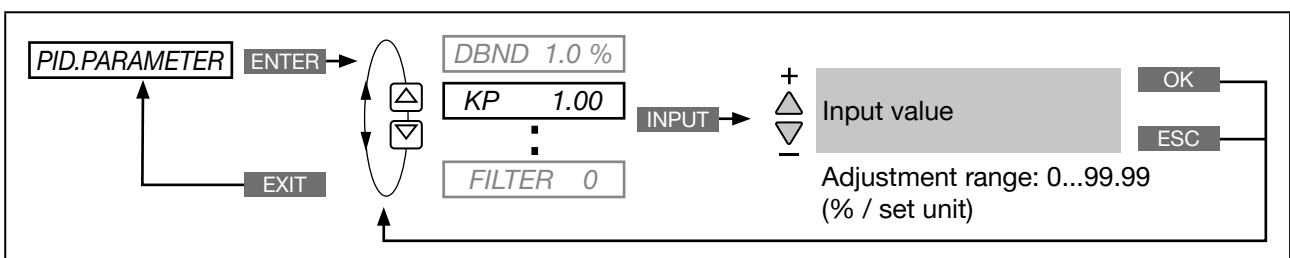 PID.PARAMETER
ENTER
EXIT
DBND 1.0 %
KP 1.00
FILTER 0
INPUT
+
Input value
–
Adjustment range: 0...99.99
(% / set unit)
OK
ESC